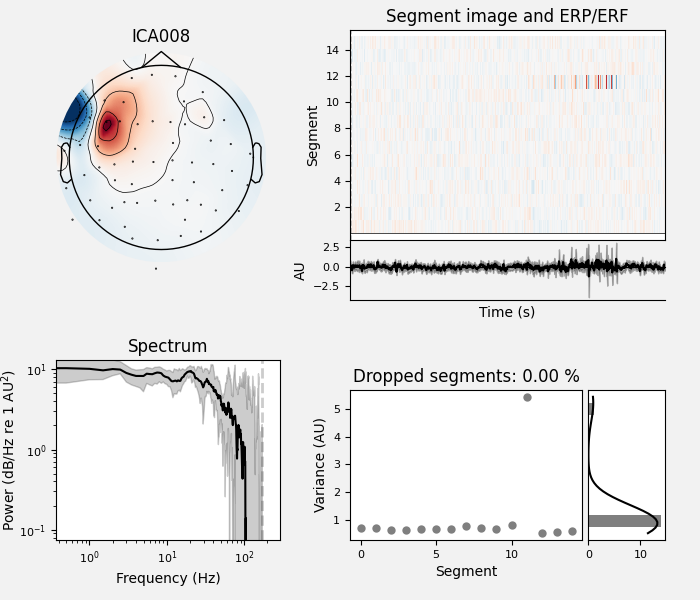 ICA008
Segment image and ERP/ERF
Segment
14
12
10
8
6
4
2
AU
2.5
0.0
−2.5
Time (s)
Spectrum
Power (dB/Hz re 1 AU²)
10¹
10⁰
10⁻¹
10⁰
10¹
10²
Frequency (Hz)
Dropped segments: 0.00 %
Variance (AU)
5
4
3
2
1
0
5
10
0
10
Segment